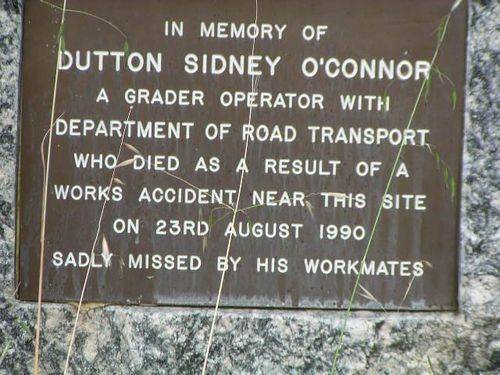 IN MEMORY OF
DUTTON SIDNEY O'CONNOR
A GRADER OPERATOR WITH
DEPARTMENT OF ROAD TRANSPORT
WHO DIED AS A RESULT OF A
WORKS ACCIDENT NEAR THIS SITE
ON 23RD AUGUST 1990
SADLY MISSED BY HIS WORKMATES